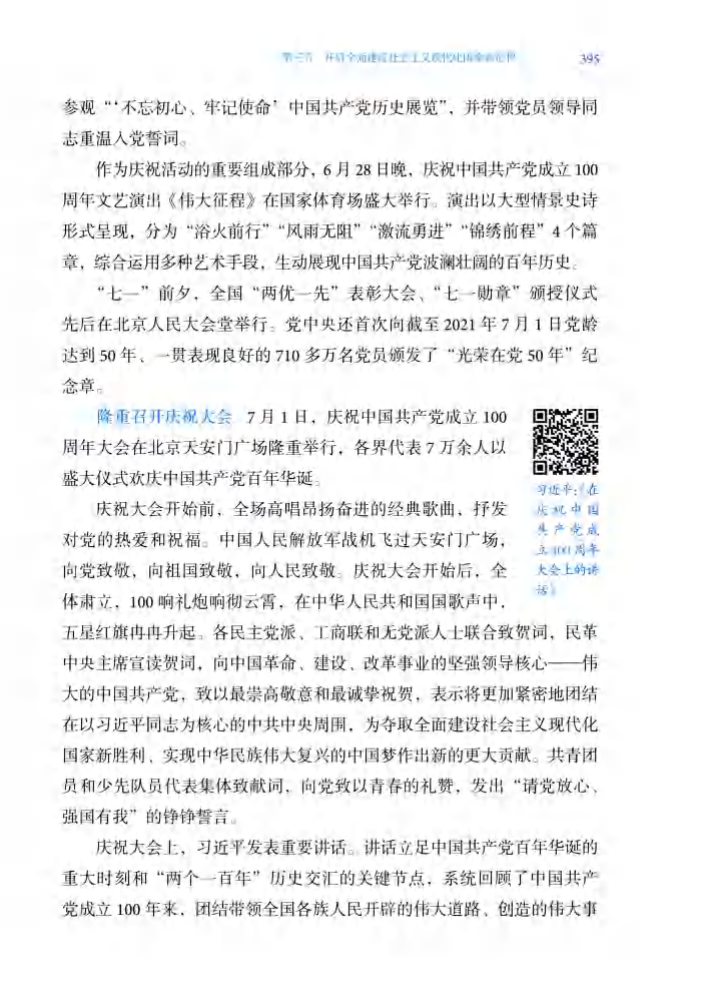 第三节 开启全面建设社会主义现代化国家新征程 395
参观“‘不忘初心、牢记使命’中国共产党历史展览”，并带领党员领导同
志重温入党誓词。
作为庆祝活动的重要组成部分，6 月 28 日晚，庆祝中国共产党成立 100
周年文艺演出《伟大征程》在国家体育场盛大举行。演出以大型情景史诗
形式呈现，分为“浴火前行”“风雨无阻”“激流勇进”“锦绣前程”4 个篇
章，综合运用多种艺术手段，生动展现中国共产党波澜壮阔的百年历史。
“七一”前夕，全国“两优一先”表彰大会、“七一勋章”颁授仪式
先后在北京人民大会堂举行。党中央还首次向截至 2021 年 7 月 1 日党龄
达到 50 年、一贯表现良好的 710 多万名党员颁发了“光荣在党 50 年”纪
念章。
隆重召开庆祝大会 7 月 1 日，庆祝中国共产党成立 100
周年大会在北京天安门广场隆重举行，各界代表 7 万余人以
盛大仪式欢庆中国共产党百年华诞。
庆祝大会开始前，全场高唱昂扬奋进的经典歌曲，抒发
对党的热爱和祝福。中国人民解放军战机飞过天安门广场，
向党致敬，向祖国致敬，向人民致敬。庆祝大会开始后，全
体肃立，100 响礼炮响彻云霄，在中华人民共和国国歌声中，
五星红旗冉冉升起。各民主党派、工商联和无党派人士联合致贺词，民革
中央主席宣读贺词，向中国革命、建设、改革事业的坚强领导核心——伟
大的中国共产党，致以最崇高敬意和最诚挚祝贺，表示将更加紧密地团结
在以习近平同志为核心的中共中央周围，为夺取全面建设社会主义现代化
国家新胜利、实现中华民族伟大复兴的中国梦作出新的更大贡献。共青团
员和少先队员代表集体致献词，向党致以青春的礼赞，发出“请党放心、
强国有我”的铮铮誓言。
庆祝大会上，习近平发表重要讲话。讲话立足中国共产党百年华诞的
重大时刻和“两个一百年”历史交汇的关键节点，系统回顾了中国共产
党成立 100 年来，团结带领全国各族人民开辟的伟大道路、创造的伟大事
习近平：《在
庆祝中国
共产党成
立 100 周年
大会上的讲
话》